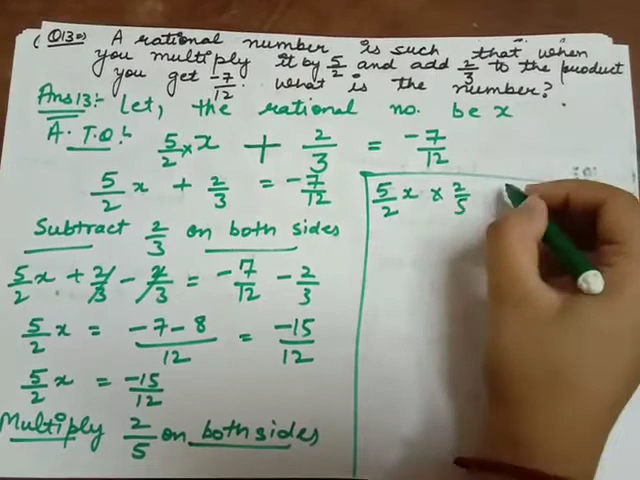 (Q13) A rational number is such that when
you multiply it by 5/2 and add 2/3 to the product
you get -7/12. What is the number?
Ans13:- Let, the rational no. be x
A.T.Q!
5/2 × x + 2/3 = -7/12
5/2 x + 2/3 = -7/12
Subtract 2/3 on both sides
5/2 x + 2/3 - 2/3 = -7/12 - 2/3
5/2 x = -7-8/12 = -15/12
5/2 x = -15/12
Multiply 2/5 on both sides
5/2 x × 2/5